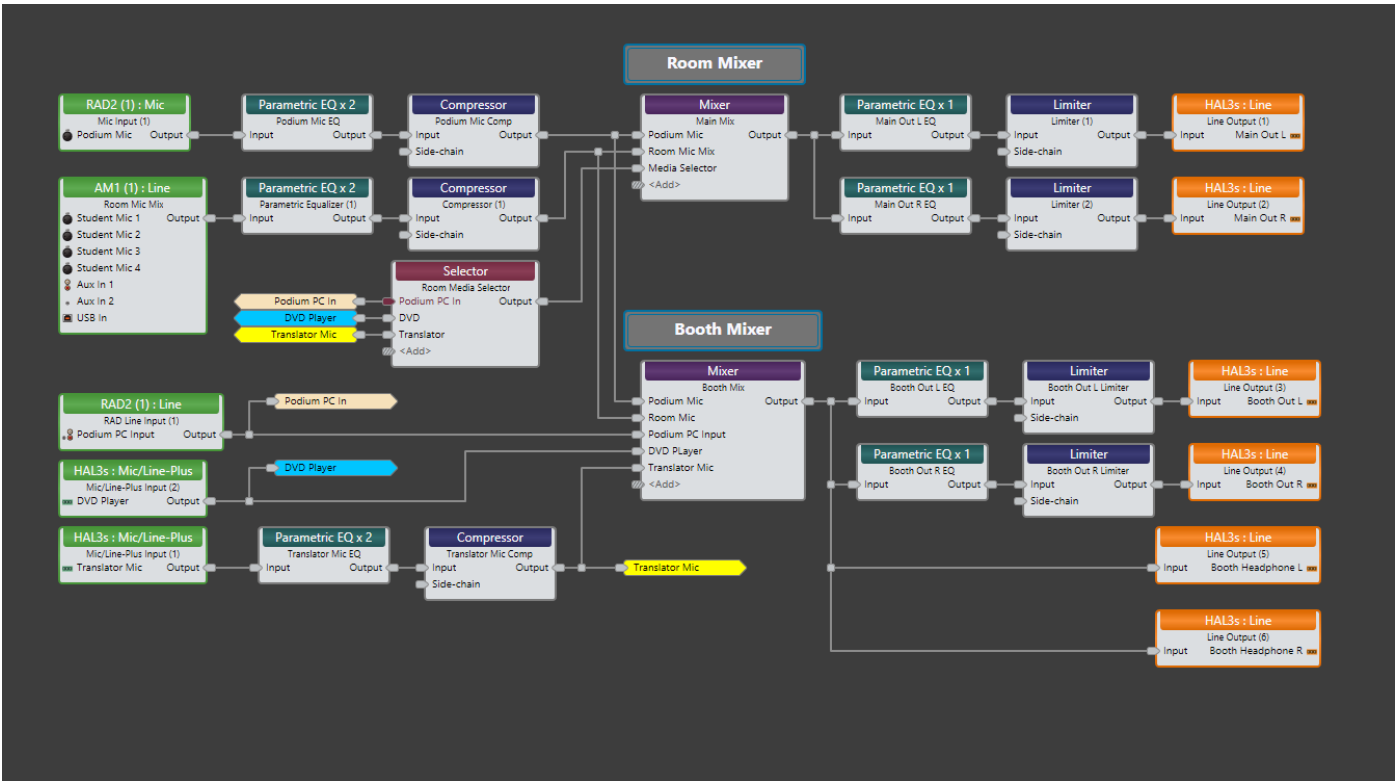 Room Mixer
RAD2 (1) : Mic
Mic Input (1)
Podium Mic Output
Parametric EQ x 2
Podium Mic EQ
Input Output
Compressor
Podium Mic Comp
Input Output
Side-chain
Mixer
Main Mix
Podium Mic Output
Room Mic Mix
Media Selector
<Add>
Parametric EQ x 1
Main Out L EQ
Input Output
Limiter
Limiter (1)
Input Output
Side-chain
HAL3s : Line
Line Output (1)
Input Main Out L
AM1 (1) : Line
Room Mic Mix
Student Mic 1 Output
Student Mic 2
Student Mic 3
Student Mic 4
Aux In 1
Aux In 2
USB In
Parametric EQ x 2
Parametric Equalizer (1)
Input Output
Compressor
Compressor (1)
Input Output
Side-chain
Parametric EQ x 1
Main Out R EQ
Input Output
Limiter
Limiter (2)
Input Output
Side-chain
HAL3s : Line
Line Output (2)
Input Main Out R
Podium PC In
DVD Player
Translator Mic
Selector
Room Media Selector
Podium PC In Output
DVD
Translator
<Add>
Booth Mixer
RAD2 (1) : Line
RAD Line Input (1)
Podium PC Input Output
Podium PC In
Mixer
Booth Mix
Podium Mic Output
Room Mic
Podium PC Input
DVD PLayer
Translator Mic
<Add>
Parametric EQ x 1
Booth Out L EQ
Input Output
Limiter
Booth Out L Limiter
Input Output
Side-chain
HAL3s : Line
Line Output (3)
Input Booth Out L
HAL3s : Mic/Line-Plus
Mic/Line-Plus Input (2)
DVD Player Output
DVD Player
Parametric EQ x 1
Booth Out R EQ
Input Output
Limiter
Booth Out R Limiter
Input Output
Side-chain
HAL3s : Line
Line Output (4)
Input Booth Out R
HAL3s : Mic/Line-Plus
Mic/Line-Plus Input (1)
Translator Mic Output
Parametric EQ x 2
Translator Mic EQ
Input Output
Compressor
Translator Mic Comp
Input Output
Side-chain
Translator Mic
HAL3s : Line
Line Output (5)
Input Booth Headphone L
HAL3s : Line
Line Output (6)
Input Booth Headphone R